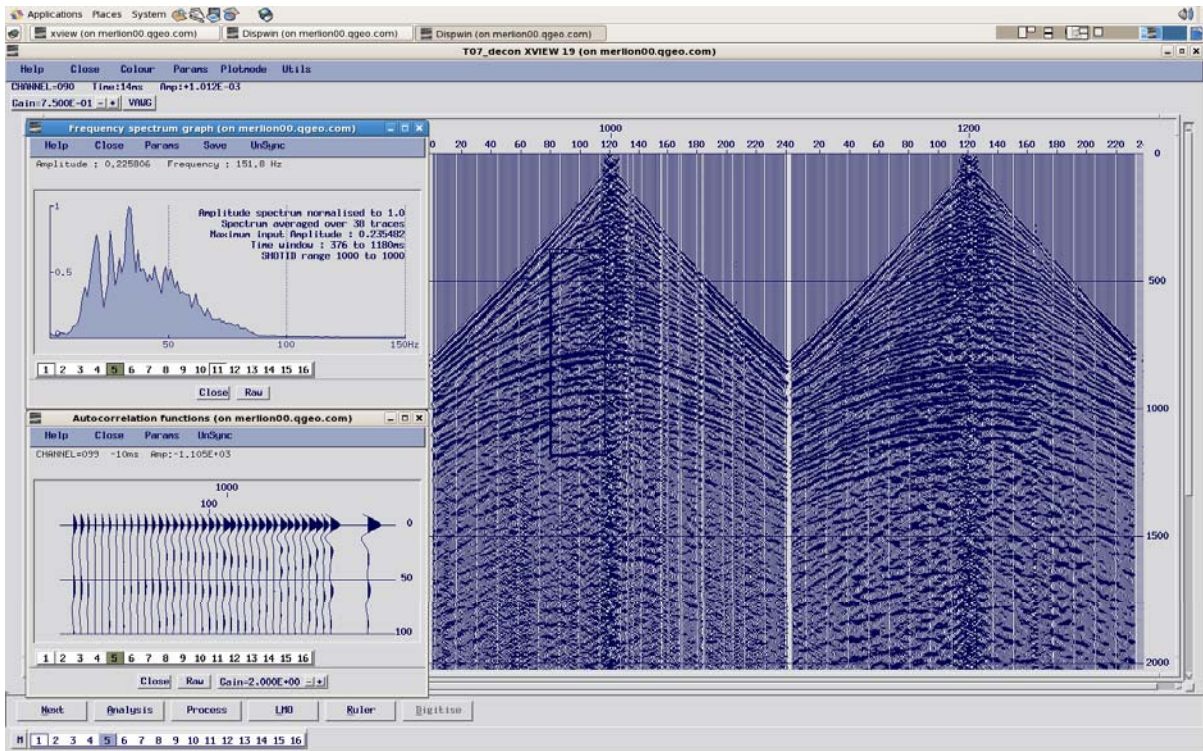 Applications Places System
xview (on merlion00.qgeo.com) Dispwin (on merlion00.qgeo.com) Dispwin (on merlion00.qgeo.com)
T07_decon XVIEW 19 (on merlion00.qgeo.com)
Help Close Colour Params Plotmode Utils
CHANNEL=090 Time:14ms Amp:+1.012E-03
Gain=7.500E-01 - + VAWG
Frequency spectrum graph (on merlion00.qgeo.com)
Help Close Params Save UnSync
Amplitude : 0,225806 Frequency : 151,8 Hz
1
Amplitude spectrum normalised to 1.0
Spectrum averaged over 38 traces
Maximum Input Amplitude : 0.235482
Time window : 376 to 1180ms
SHOTID range 1000 to 1000
0.5
0
50 100 150Hz
1 2 3 4 5 6 7 8 9 10 11 12 13 14 15 16
Close Raw
Autocorrelation functions (on merlion00.qgeo.com)
Help Close Params UnSync
CHANNEL=099 -10ms Amp:-1.105E+03
1000
100
0
50
100
1 2 3 4 5 6 7 8 9 10 11 12 13 14 15 16
Close Raw Gain=2.000E+00 - +
1000 1200
0 20 40 60 80 100 120 140 160 180 200 220 240 20 40 60 80 100 120 140 160 180 200 220 2
0
500
1000
1500
2000
Next Analysis Process LMO Ruler Digitise
M 1 2 3 4 5 6 7 8 9 10 11 12 13 14 15 16